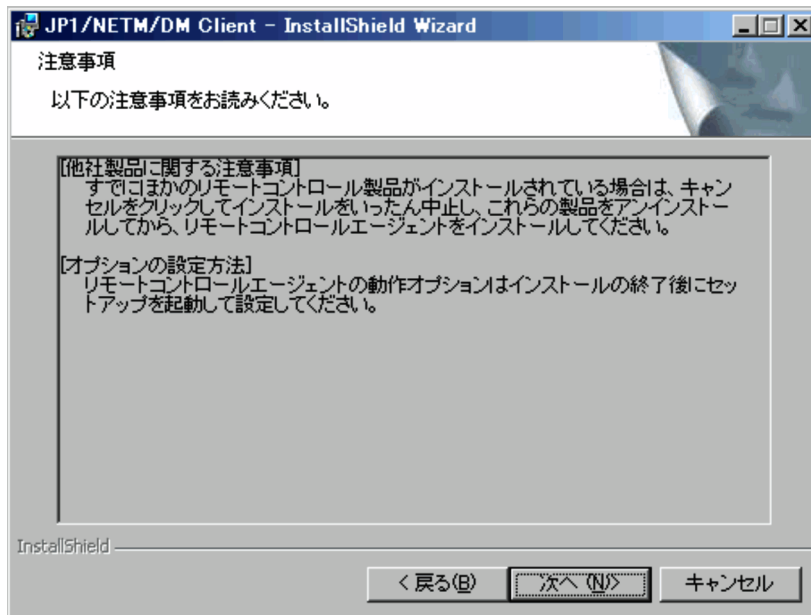 JP1/NETM/DM Client - InstallShield Wizard
注意事項
以下の注意事項をお読みください。
[他社製品に関する注意事項]
すでにほかのリモートコントロール製品がインストールされている場合は、キャン
セルをクリックしてインストールをいったん中止し、これらの製品をアンインストー
ルしてから、リモートコントロールエージェントをインストールしてください。
[オプションの設定方法]
リモートコントロールエージェントの動作オプションはインストールの終了後にセッ
トアップを起動して設定してください。
InstallShield
< 戻る(B)
次へ (N)>
キャンセル